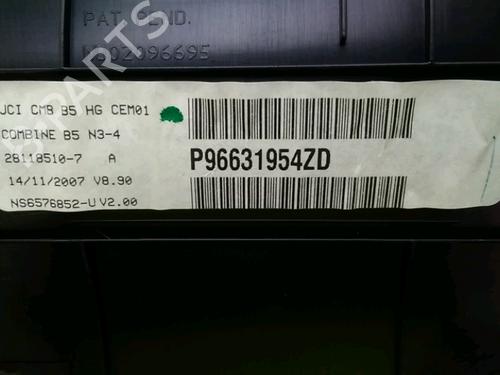 PAT. PEND.
JCI CMB B5 HG CEM01
COMBINE B5 N3-4
28118510-7 A
14/11/2007 V8.90
NS6576852-U V2.00
P96631954ZD
B-PARTS